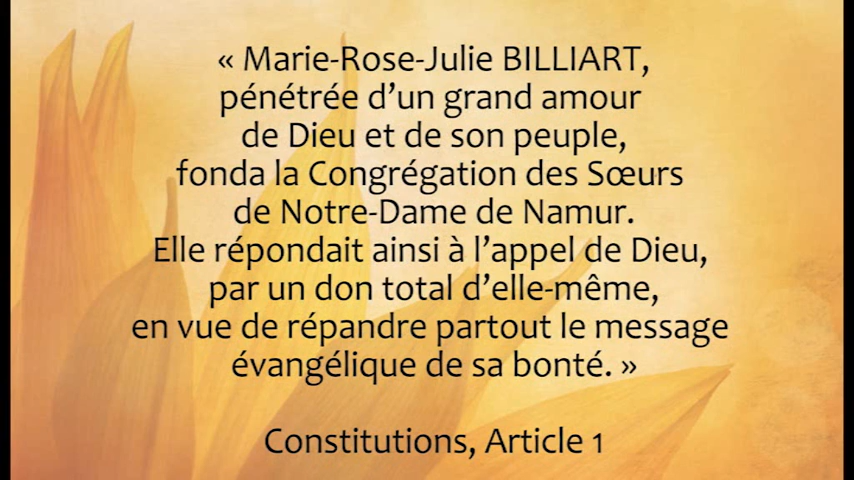 « Marie-Rose-Julie BILLIART,
pénétrée d’un grand amour
de Dieu et de son peuple,
fonda la Congrégation des Sœurs
de Notre-Dame de Namur.
Elle répondait ainsi à l’appel de Dieu,
par un don total d’elle-même,
en vue de répandre partout le message
évangélique de sa bonté. »
Constitutions, Article 1